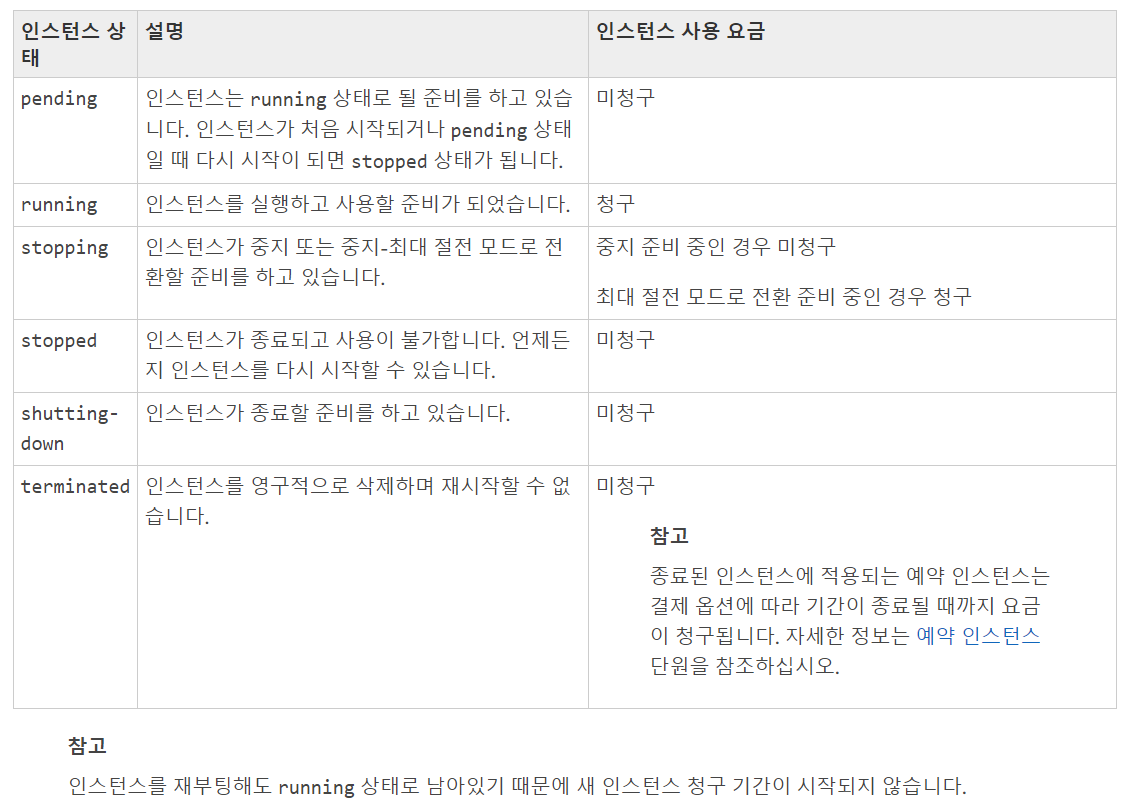 인스턴스 상
태
설명
인스턴스 사용 요금
pending
인스턴스는 running 상태로 될 준비를 하고 있습
니다. 인스턴스가 처음 시작되거나 pending 상태
일 때 다시 시작이 되면 stopped 상태가 됩니다.
미청구
running
인스턴스를 실행하고 사용할 준비가 되었습니다.
청구
stopping
인스턴스가 중지 또는 중지-최대 절전 모드로 전
환할 준비를 하고 있습니다.
중지 준비 중인 경우 미청구
최대 절전 모드로 전환 준비 중인 경우 청구
stopped
인스턴스가 종료되고 사용이 불가합니다. 언제든
지 인스턴스를 다시 시작할 수 있습니다.
미청구
shutting-
down
인스턴스가 종료할 준비를 하고 있습니다.
미청구
terminated
인스턴스를 영구적으로 삭제하며 재시작할 수 없
습니다.
미청구
참고
종료된 인스턴스에 적용되는 예약 인스턴스는
결제 옵션에 따라 기간이 종료될 때까지 요금
이 청구됩니다. 자세한 정보는 예약 인스턴스
단원을 참조하십시오.
참고
인스턴스를 재부팅해도 running 상태로 남아있기 때문에 새 인스턴스 청구 기간이 시작되지 않습니다.